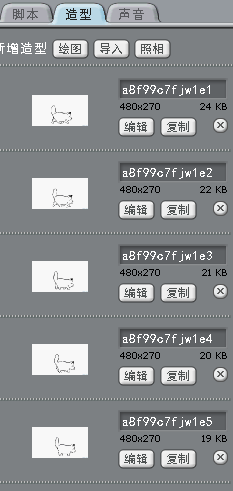 脚本 造型 声音
新增造型 绘图 导入 照相
a8f99c7fjw1e1
480x270 24 KB
编辑 复制
a8f99c7fjw1e2
480x270 22 KB
编辑 复制
a8f99c7fjw1e3
480x270 21 KB
编辑 复制
a8f99c7fjw1e4
480x270 20 KB
编辑 复制
a8f99c7fjw1e5
480x270 19 KB
编辑 复制